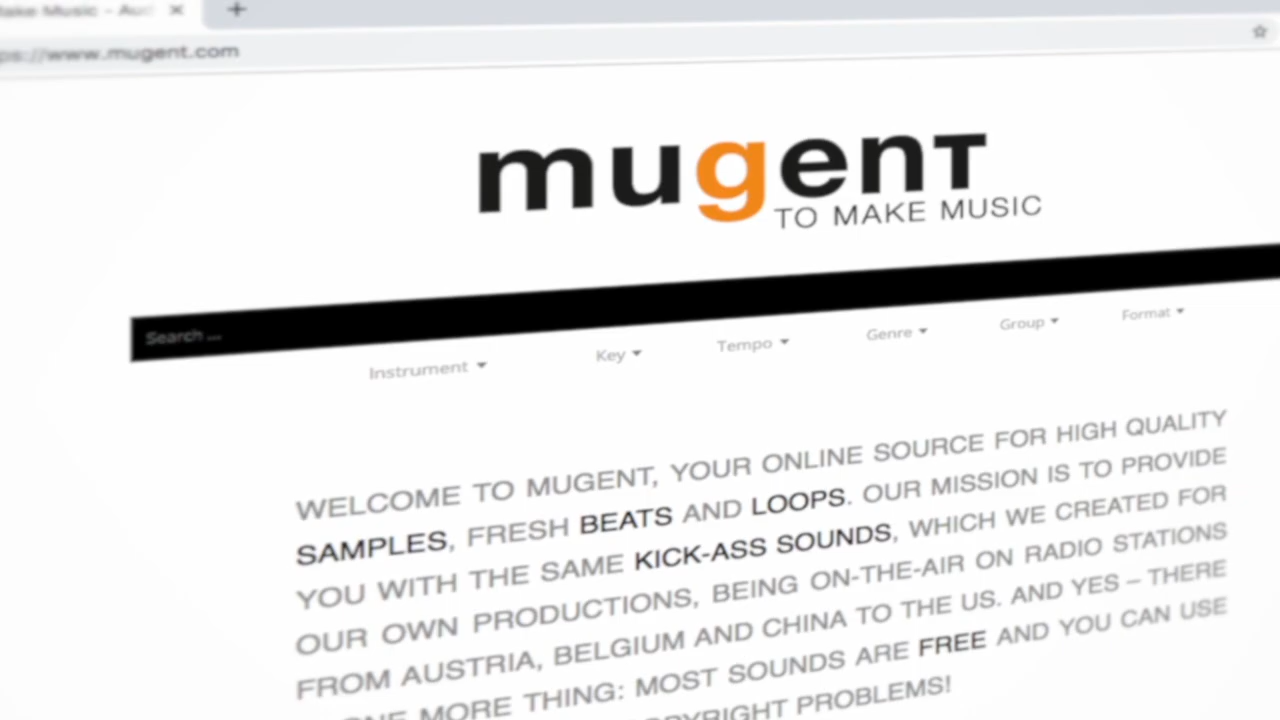 Make Music – Aud
ps://www.mugent.com
mugenT
TO MAKE MUSIC
Search ...
Instrument Key Tempo Genre Group Format
WELCOME TO MUGENT, YOUR ONLINE SOURCE FOR HIGH QUALITY
SAMPLES, FRESH BEATS AND LOOPS. OUR MISSION IS TO PROVIDE
YOU WITH THE SAME KICK-ASS SOUNDS, WHICH WE CREATED FOR
OUR OWN PRODUCTIONS, BEING ON-THE-AIR ON RADIO STATIONS
FROM AUSTRIA, BELGIUM AND CHINA TO THE US. AND YES – THERE
ONE MORE THING: MOST SOUNDS ARE FREE AND YOU CAN USE
COPYRIGHT PROBLEMS!